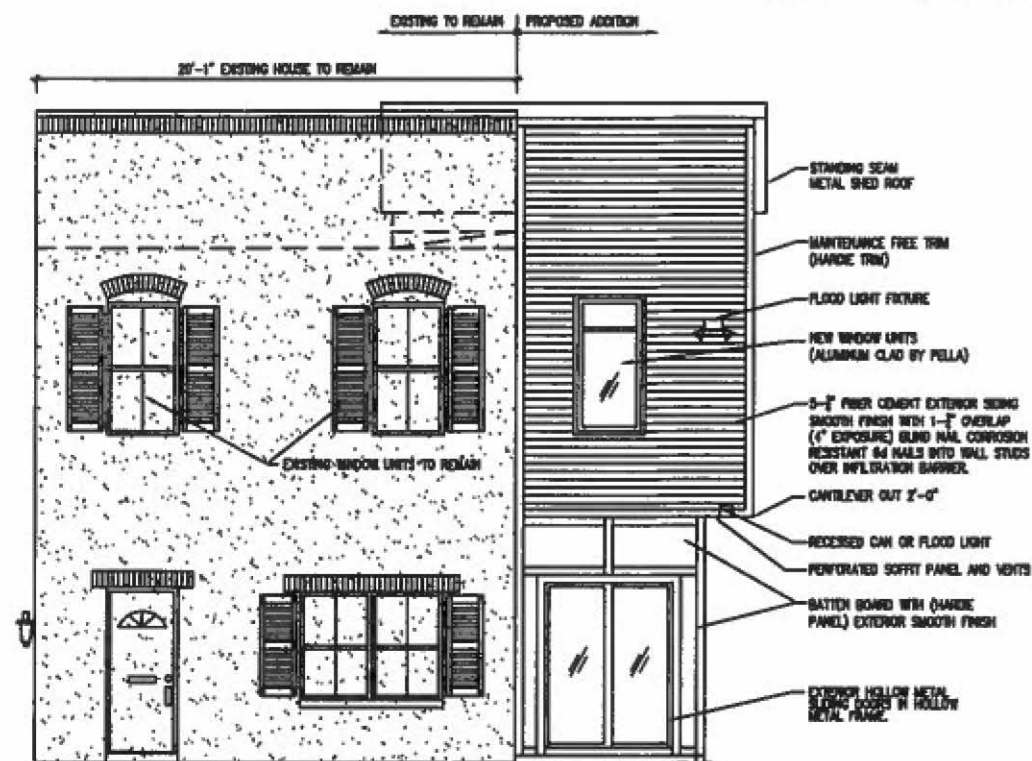 EXISTING TO REMAIN
PROPOSED ADDITION
20'-1" EXISTING HOUSE TO REMAIN
STANDING SEAM
METAL SHED ROOF
MAINTENANCE FREE TRIM
(HARDIE TRIM)
FLOOD LIGHT FIXTURE
NEW WINDOW UNITS
(ALUMINUM CLAD BY PELLA)
FIBER CEMENT EXTERIOR SIDING
SMOOTH FINISH WITH OVERLAP
(4" EXPOSURE) BLIND NAIL CORROSION
RESISTANT 6d NAILS INTO WALL STUDS
OVER INFILTRATION BARRIER.
EXISTING WINDOW UNITS TO REMAIN
CANTILEVER OUT 2'-0"
RECESSED CAN OR FLOOD LIGHT
PERFORATED SOFFIT PANEL AND VENTS
BATTEN BOARD WITH (HARDIE
PANEL) EXTERIOR SMOOTH FINISH
EXTERIOR HOLLOW METAL
SLIDING DOORS IN HOLLOW
METAL FRAME.